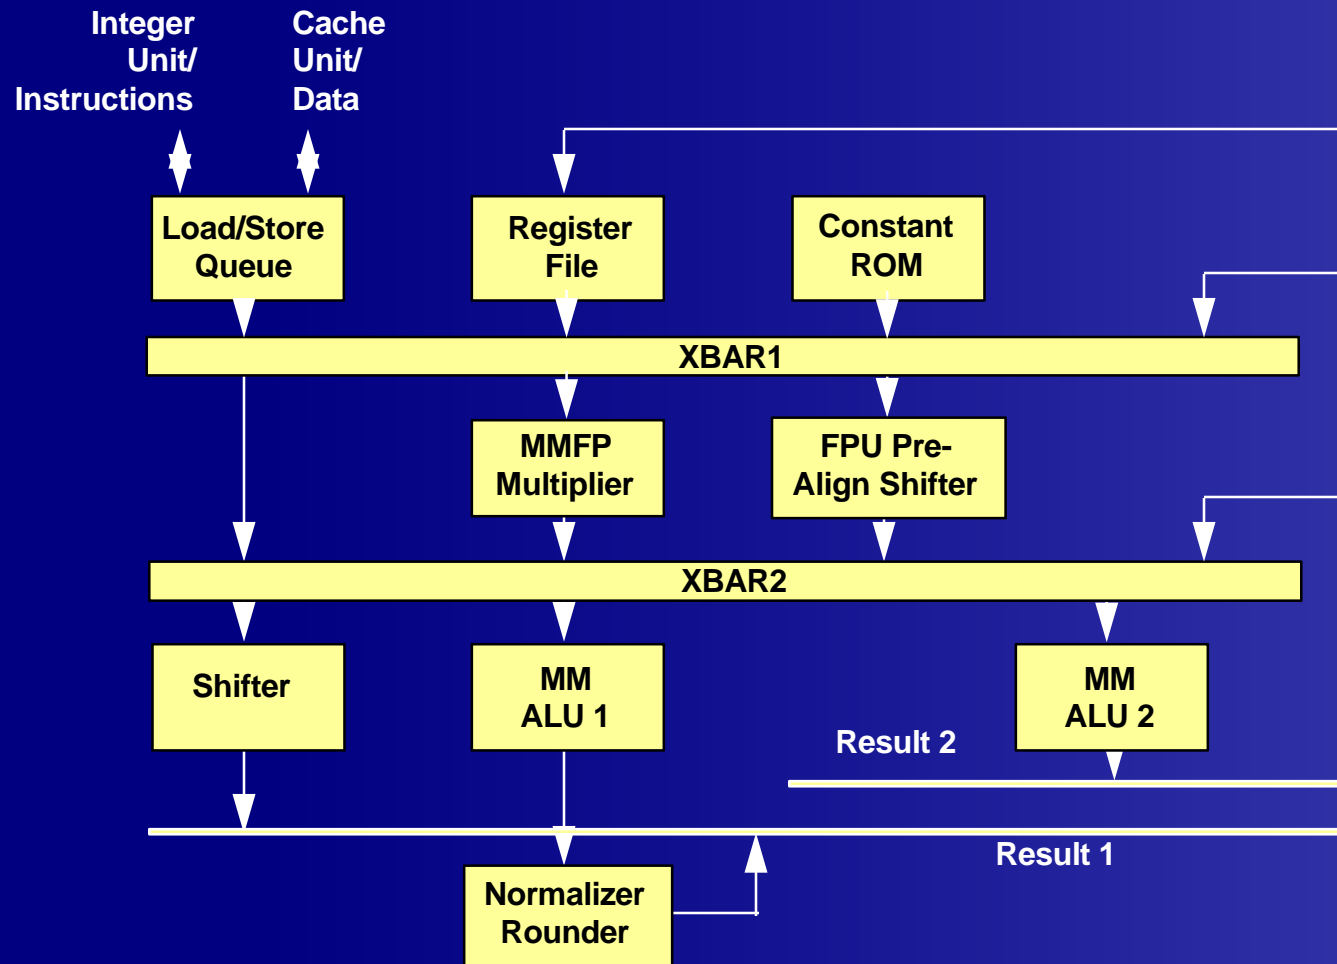 Integer
Unit/
Instructions
Cache
Unit/
Data
Load/Store
Queue
Register
File
Constant
ROM
XBAR1
MMFP
Multiplier
FPU Pre-
Align Shifter
XBAR2
Shifter
MM
ALU 1
MM
ALU 2
Result 2
Result 1
Normalizer
Rounder